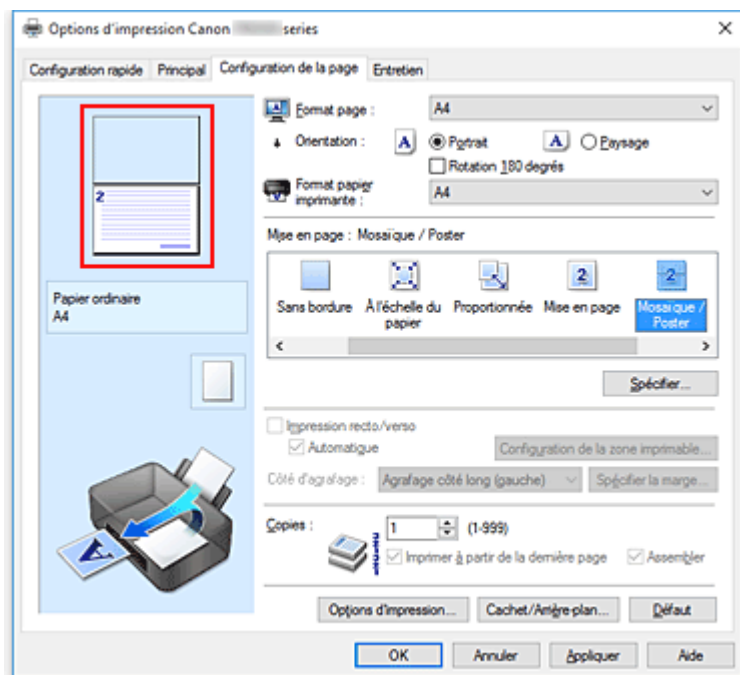 Options d'impression Canon series
Configuration rapide Principal Configuration de la page Entretien
Format page : A4
Orientation : A Portrait A Paysage
Rotation 180 degrés
Format papier imprimante : A4
2
Mise en page : Mosaïque / Poster
2 2
Sans bordure À l'échelle du papier Proportionnée Mise en page Mosaïque / Poster
Papier ordinaire
A4
Spécifier...
Impression recto/verso
Automatique Configuration de la zone imprimable...
Côté d'agrafage : Agrafage côté long (gauche) Spécifier la marge...
Copies : 1 (1-999)
Imprimer à partir de la dernière page Assembler
A
Options d'impression... Cachet/Arrière-plan... Défaut
OK Annuler Appliquer Aide